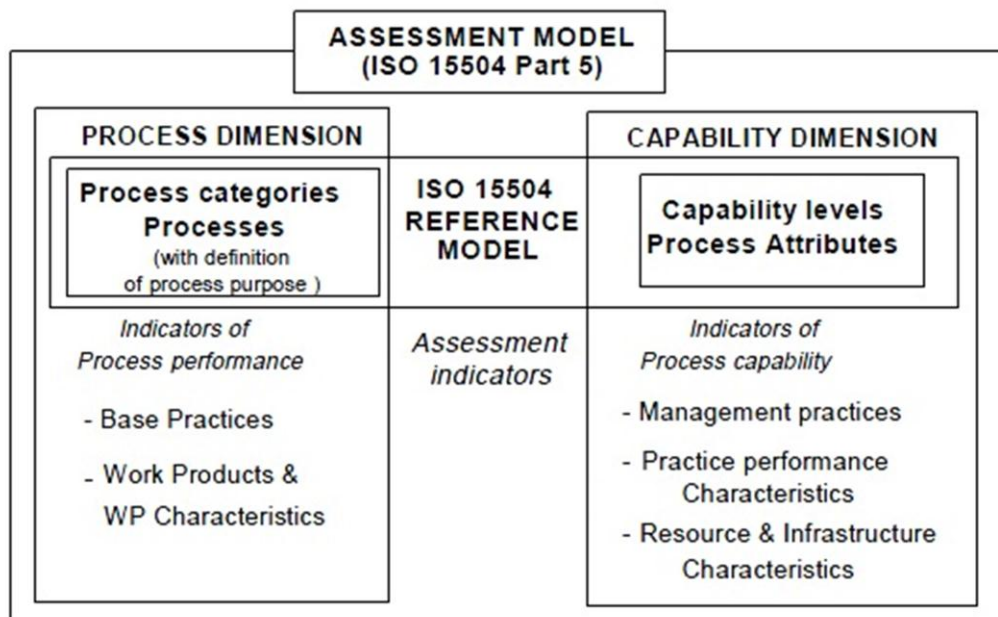 ASSESSMENT MODEL
(ISO 15504 Part 5)
PROCESS DIMENSION
Process categories
Processes
(with definition
of process purpose )
Indicators of
Process performance
- Base Practices
- Work Products &
WP Characteristics
ISO 15504
REFERENCE
MODEL
Assessment
indicators
CAPABILITY DIMENSION
Capability levels
Process Attributes
Indicators of
Process capability
- Management practices
- Practice performance
Characteristics
- Resource & Infrastructure
Characteristics